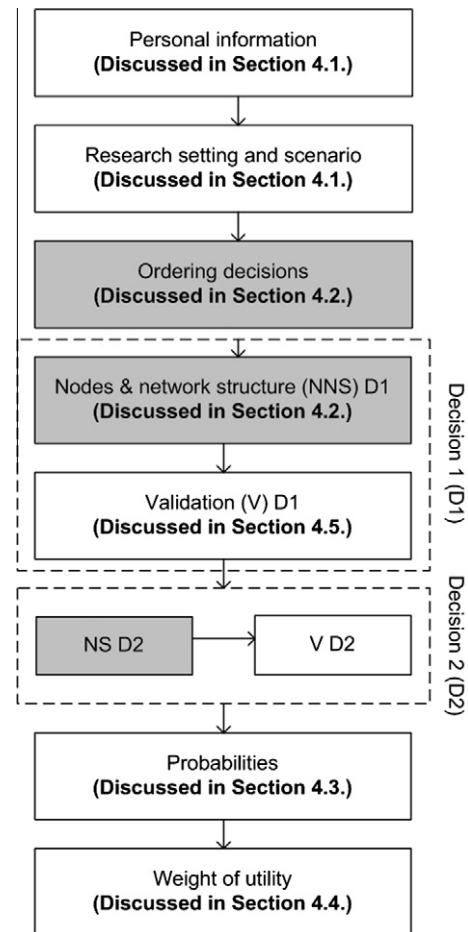 Personal information
(Discussed in Section 4.1.)
Research setting and scenario
(Discussed in Section 4.1.)
Ordering decisions
(Discussed in Section 4.2.)
Nodes & network structure (NNS) D1
(Discussed in Section 4.2.)
Validation (V) D1
(Discussed in Section 4.5.)
Decision 1 (D1)
NS D2
V D2
Decision 2 (D2)
Probabilities
(Discussed in Section 4.3.)
Weight of utility
(Discussed in Section 4.4.)